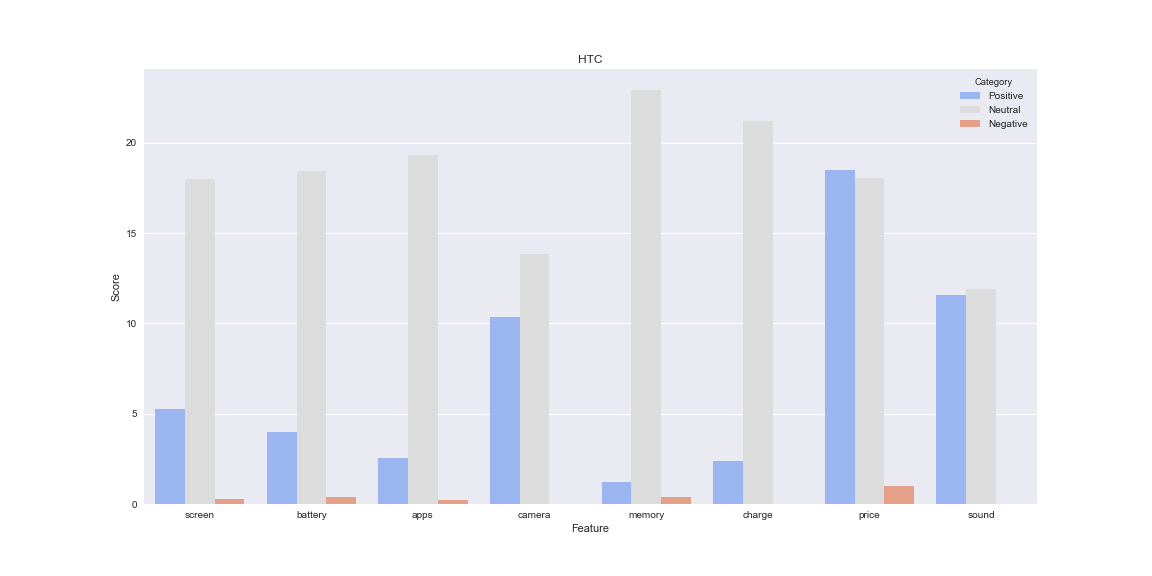 HTC
Category
Positive
Neutral
Negative
20
15
10
5
0
Score
screen battery apps camera memory charge price sound
Feature